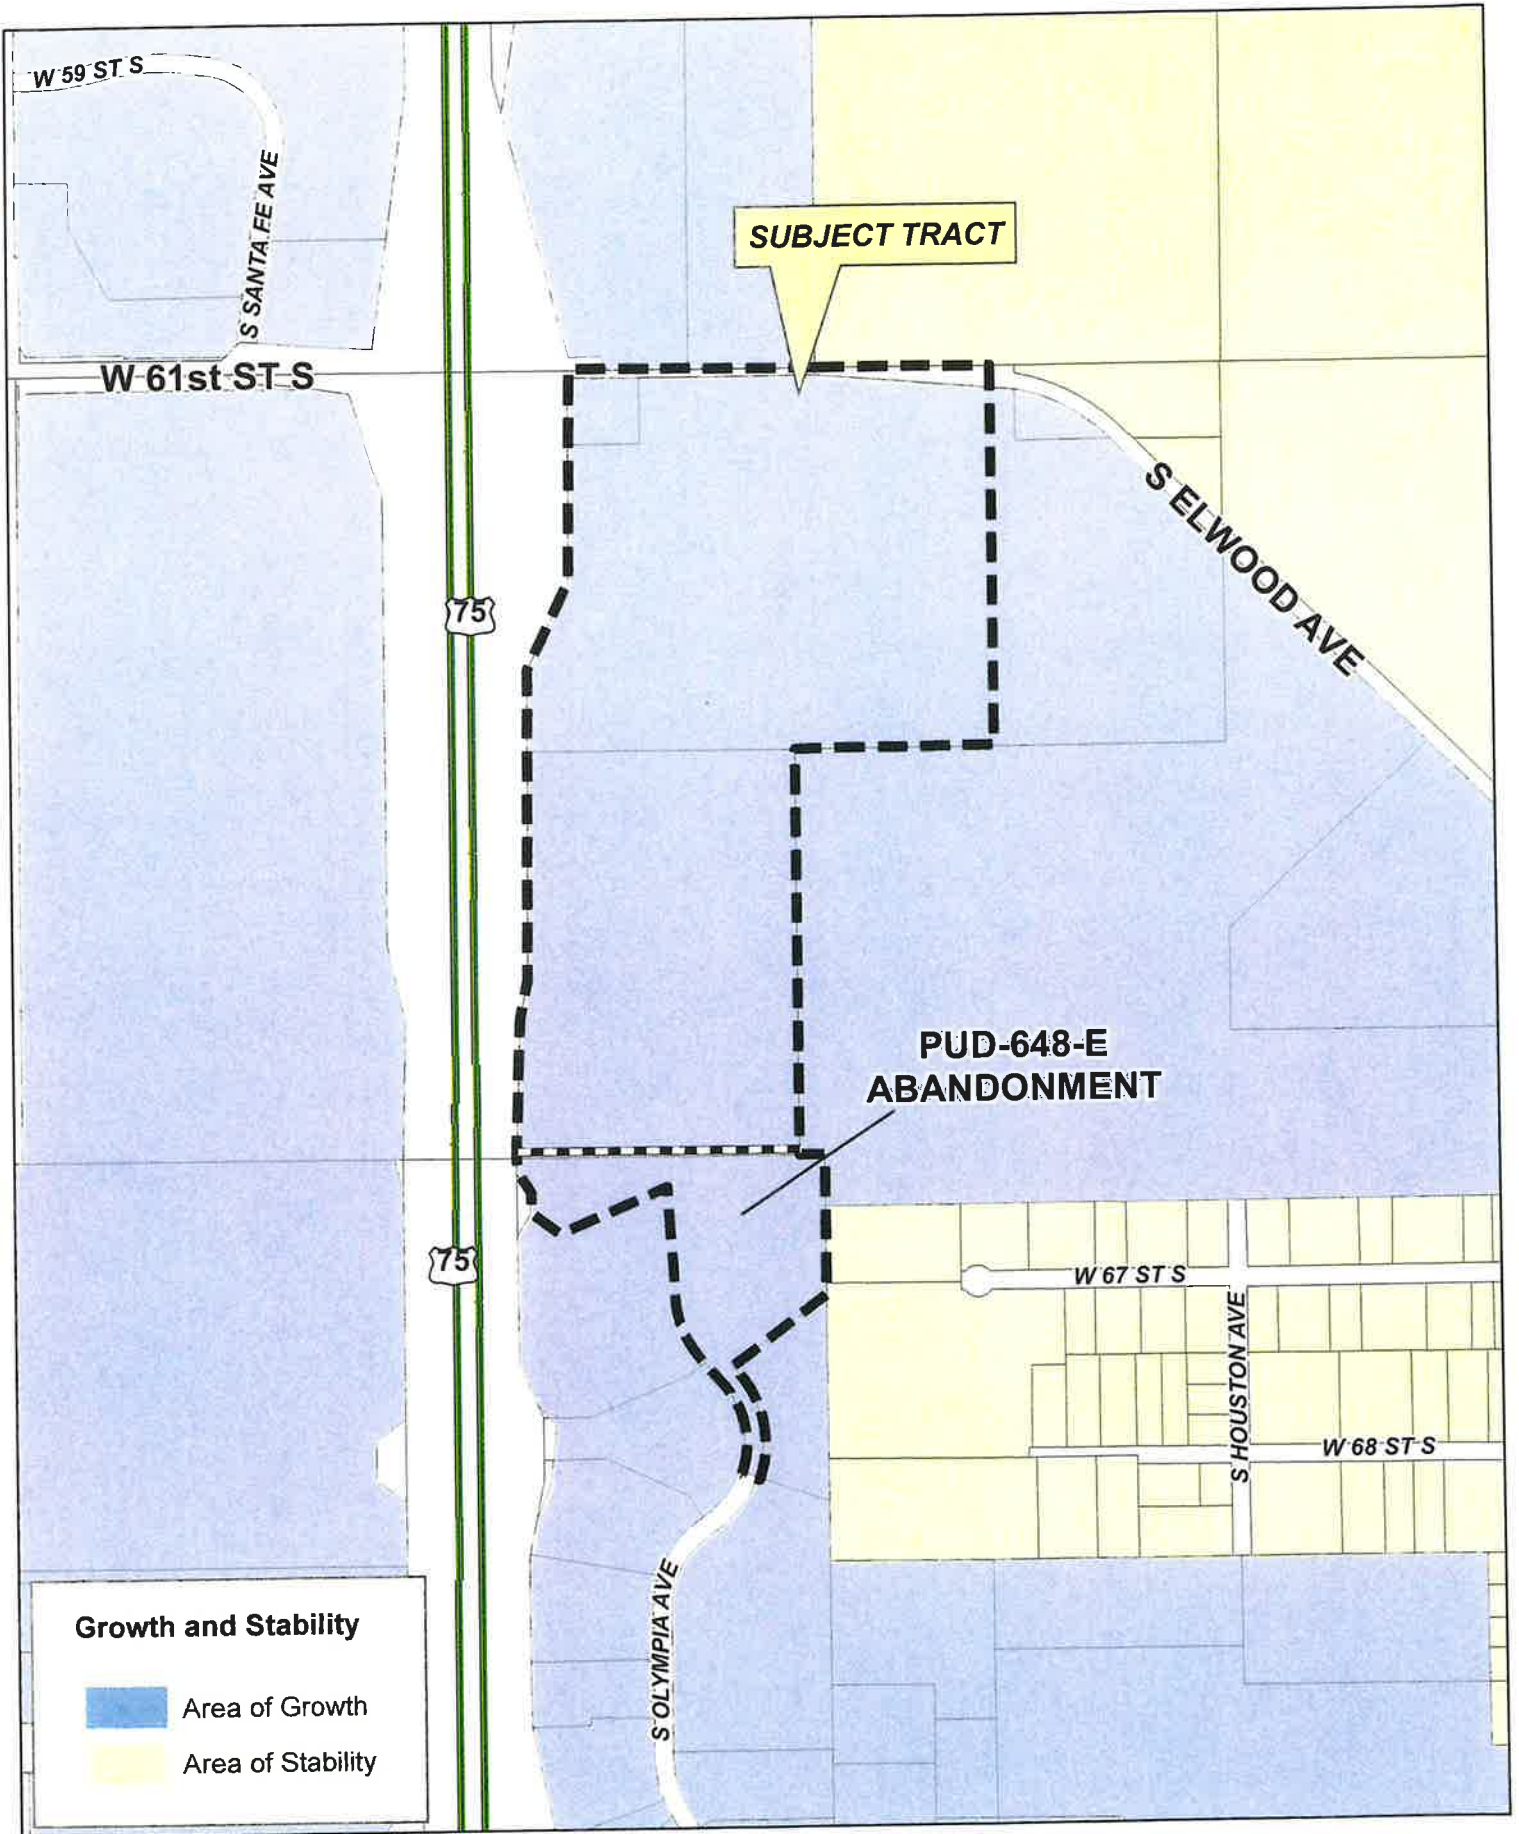 W 59 ST S
S SANTA FE AVE
SUBJECT TRACT
W 61st ST S
S ELWOOD AVE
75
PUD-648-E
ABANDONMENT
75
W 67 ST S
S HOUSTON AVE
W 68 ST S
S OLYMPIA AVE
Growth and Stability
Area of Growth
Area of Stability